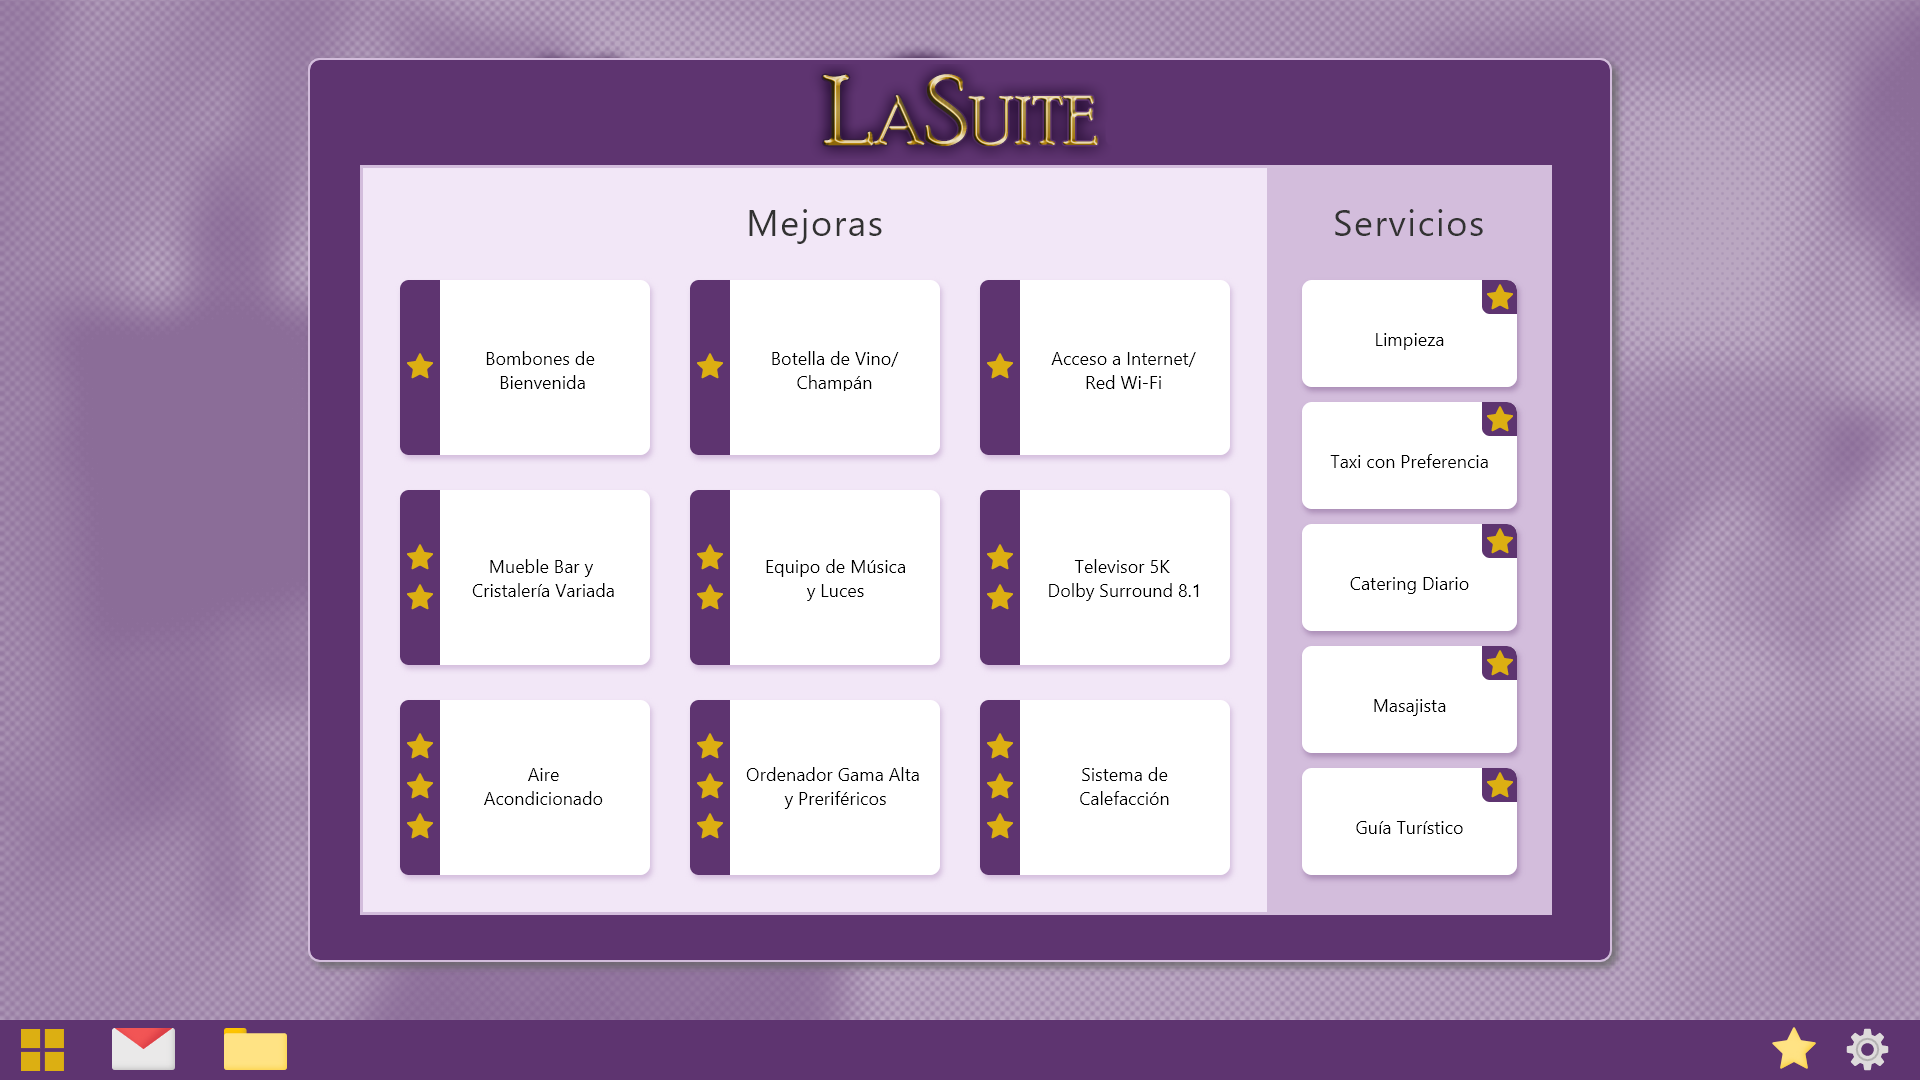 LaSuite
Mejoras
Servicios
Bombones de
Bienvenida
Botella de Vino/
Champán
Acceso a Internet/
Red Wi-Fi
Mueble Bar y
Cristalería Variada
Equipo de Música
y Luces
Televisor 5K
Dolby Surround 8.1
Aire
Acondicionado
Ordenador Gama Alta
y Preriféricos
Sistema de
Calefacción
Limpieza
Taxi con Preferencia
Catering Diario
Masajista
Guía Turístico